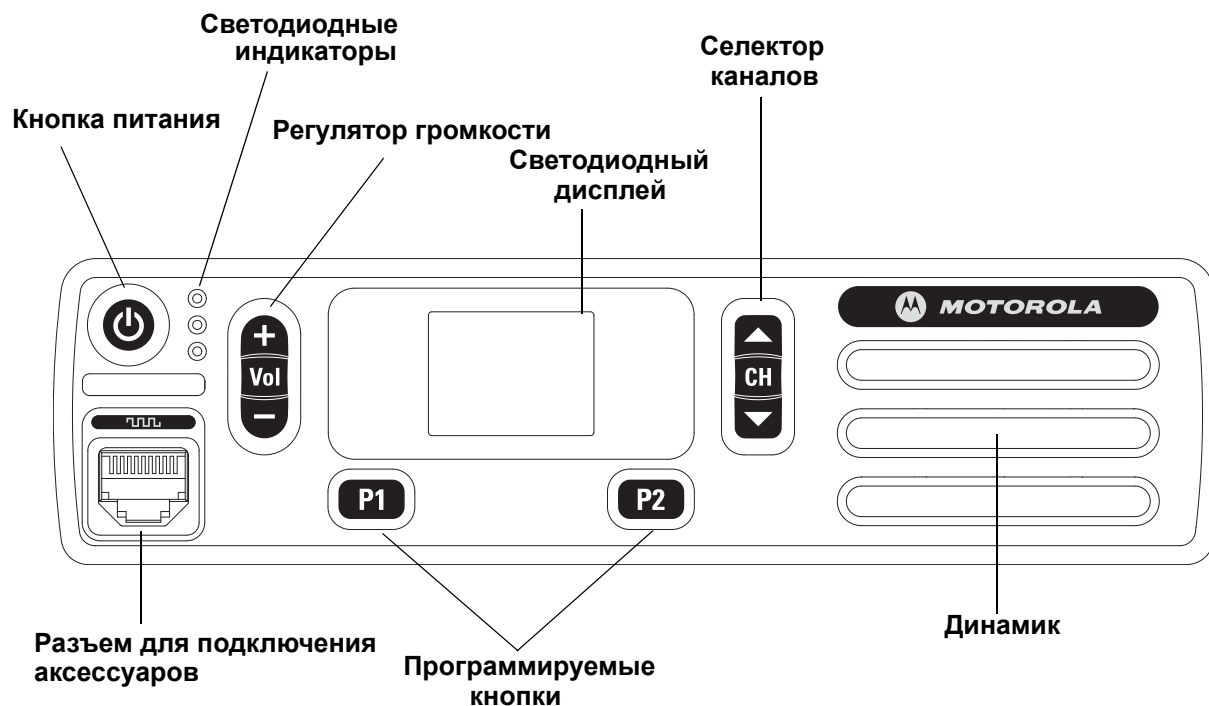 Светодиодные
индикаторы
Селектор
каналов
Кнопка питания
Регулятор громкости
Светодиодный
дисплей
MOTOROLA
+
Vol
–
CH
P1
P2
Разъем для подключения
аксессуаров
Программируемые
кнопки
Динамик